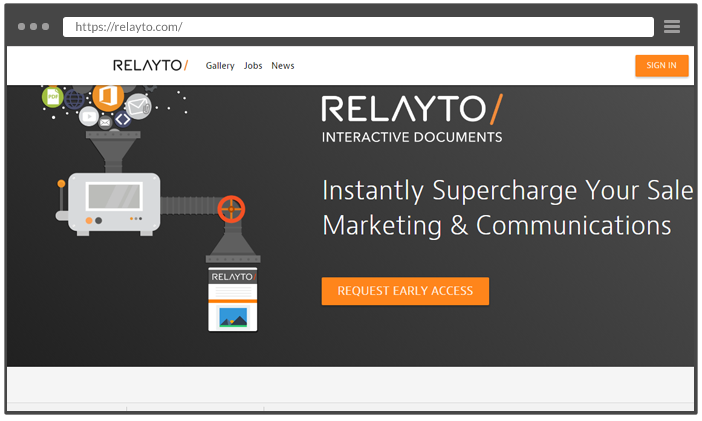 https://relayto.com/
RELAYTO/ Gallery Jobs News SIGN IN
PDF
RELAYTO/
INTERACTIVE DOCUMENTS
Instantly Supercharge Your Sale
Marketing & Communications
REQUEST EARLY ACCESS
RELAYTO/